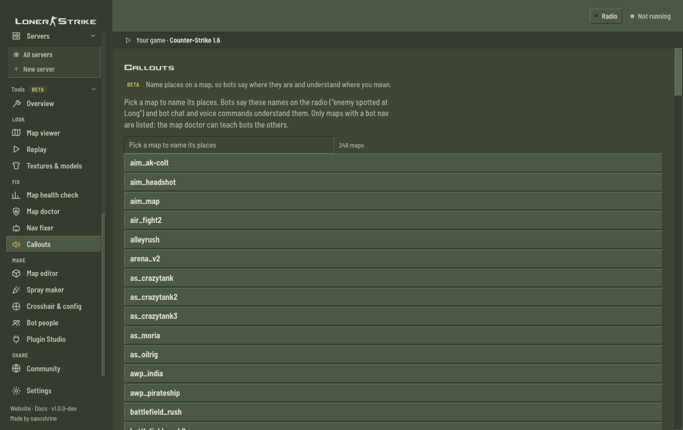 LONER STRIKE
Servers
All servers
New server
Tools BETA
Overview
LOOK
Map viewer
Replay
Textures & models
FIX
Map health check
Map doctor
Nav fixer
Callouts
MAKE
Map editor
Spray maker
Crosshair & config
Bot people
Plugin Studio
SHARE
Community
Settings
Website · Docs · v1.0.0-dev
Made by nanoshrine
Radio
Not running
Your game · Counter-Strike 1.6
CALLOUTS
BETA Name places on a map, so bots say where they are and understand where you mean.
Pick a map to name its places. Bots say these names on the radio ("enemy spotted at
Long") and bot chat and voice commands understand them. Only maps with a bot nav
are listed: the map doctor can teach bots the others.
Pick a map to name its places
248 maps
aim_ak-colt
aim_headshot
aim_map
air_fight2
alleyrush
arena_v2
as_crazytank
as_crazytank2
as_crazytank3
as_moria
as_oilrig
awp_india
awp_pirateship
battlefield_rush